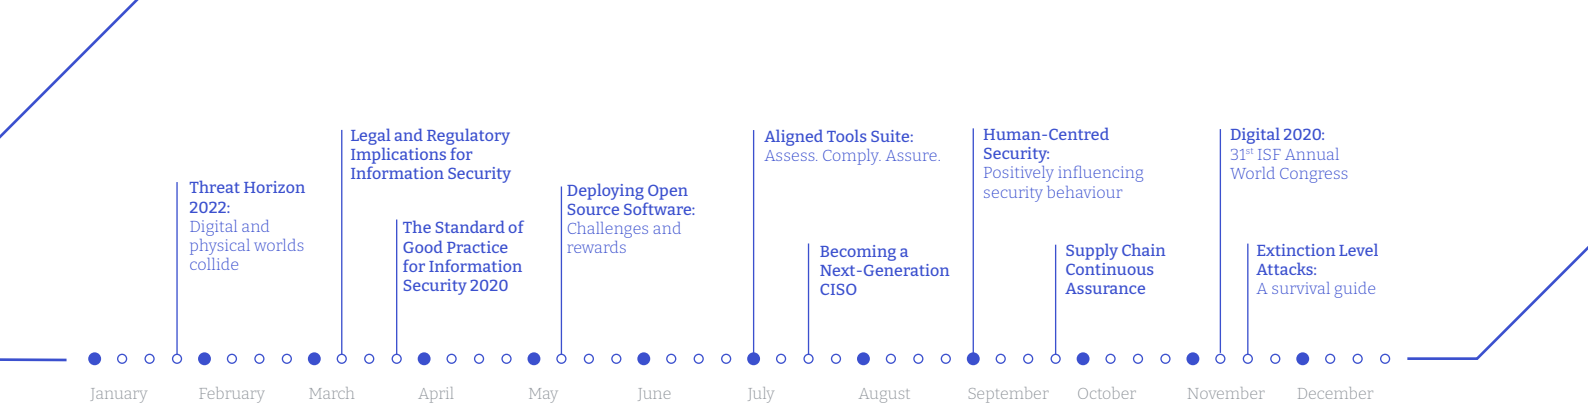 Threat Horizon
2022:
Digital and
physical worlds
collide
Legal and Regulatory
Implications for
Information Security
The Standard of
Good Practice
for Information
Security 2020
Deploying Open
Source Software:
Challenges and
rewards
Aligned Tools Suite:
Assess. Comply. Assure.
Becoming a
Next-Generation
CISO
Human-Centred
Security:
Positively influencing
security behaviour
Supply Chain
Continuous
Assurance
Digital 2020:
31st ISF Annual
World Congress
Extinction Level
Attacks:
A survival guide
January February March April May June July August September October November December